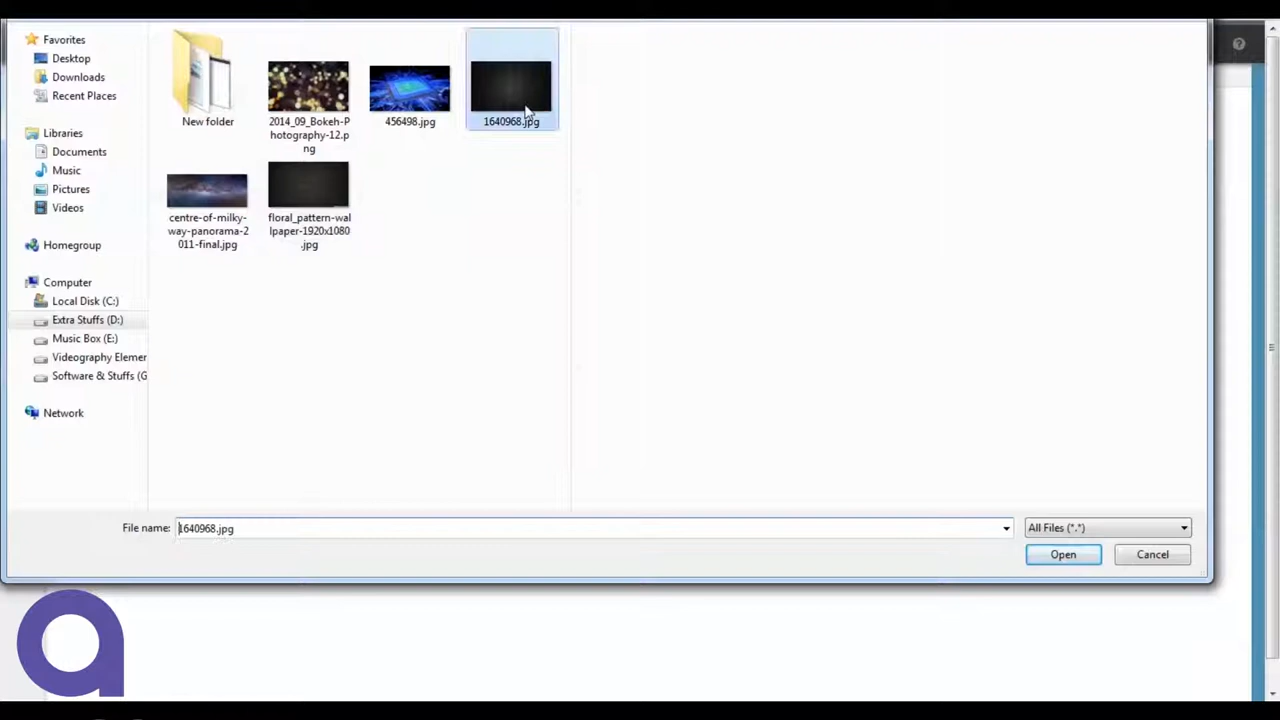 Favorites
Desktop
Downloads
Recent Places
Libraries
Documents
Music
Pictures
Videos
Homegroup
Computer
Local Disk (C:)
Extra Stuffs (D:)
Music Box (E:)
Videography Elemer
Software & Stuffs (G
Network
New folder
2014_09_Bokeh-P
hotography-12.p
ng
456498.jpg
1640968.jpg
centre-of-milky-
way-panorama-2
011-final.jpg
floral_pattern-wal
lpaper-1920x1080
.jpg
File name:
1640968.jpg
All Files (*.*)
Open
Cancel